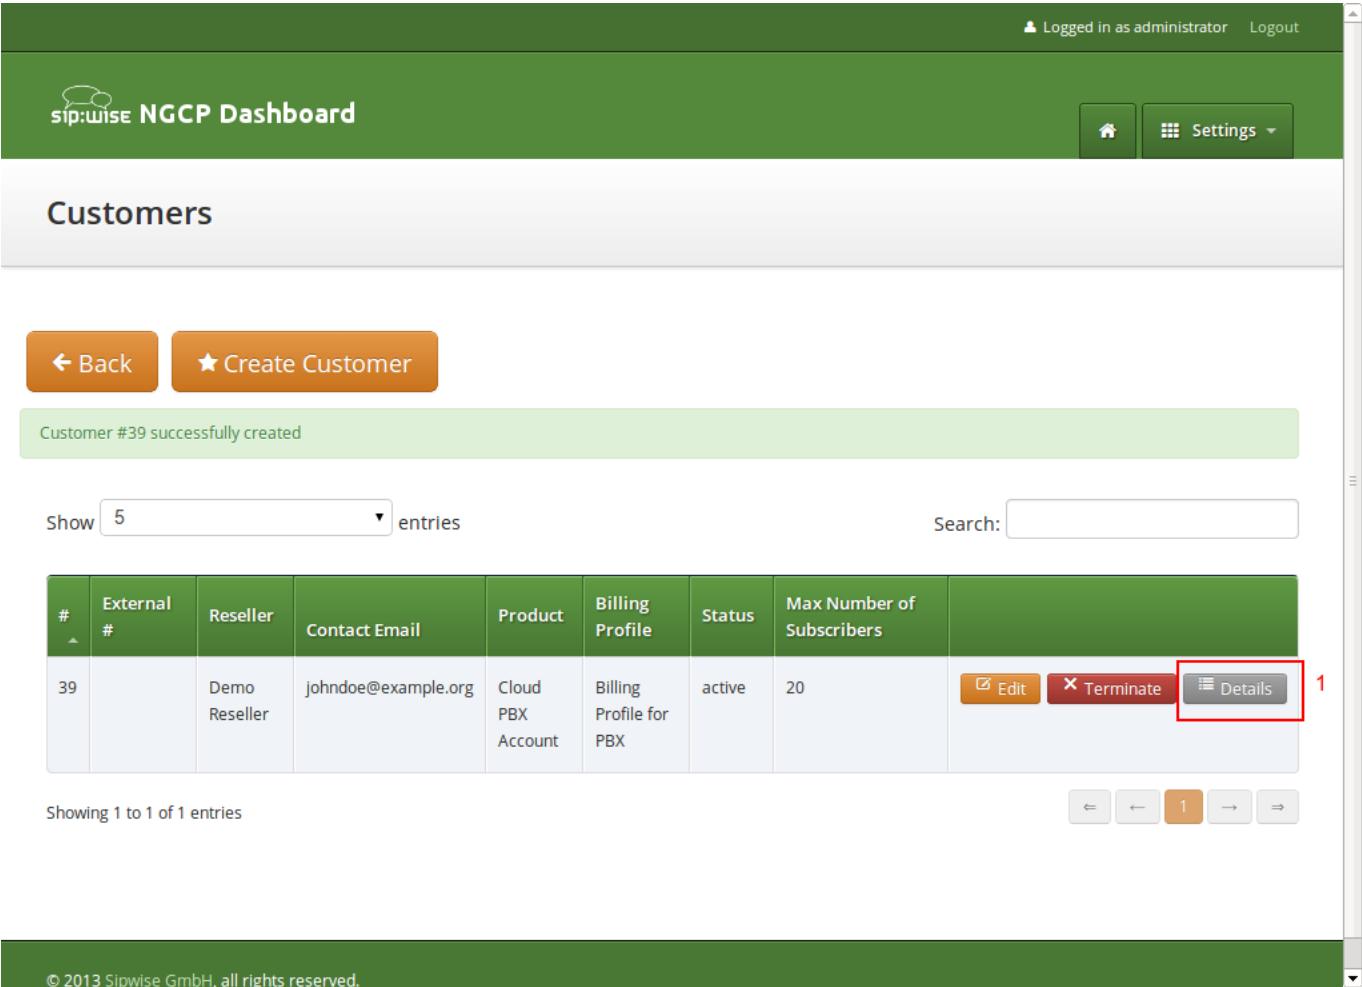 Logged in as administrator Logout
sip:wise NGCP Dashboard
Settings
Customers
Back Create Customer
Customer #39 successfully created
Show 5 entries Search:
# External # Reseller Contact Email Product Billing Profile Status Max Number of Subscribers
39 Demo Reseller johndoe@example.org Cloud PBX Account Billing Profile for PBX active 20 Edit Terminate Details 1
Showing 1 to 1 of 1 entries ⇐ ← 1 → ⇒
© 2013 Sipwise GmbH, all rights reserved.